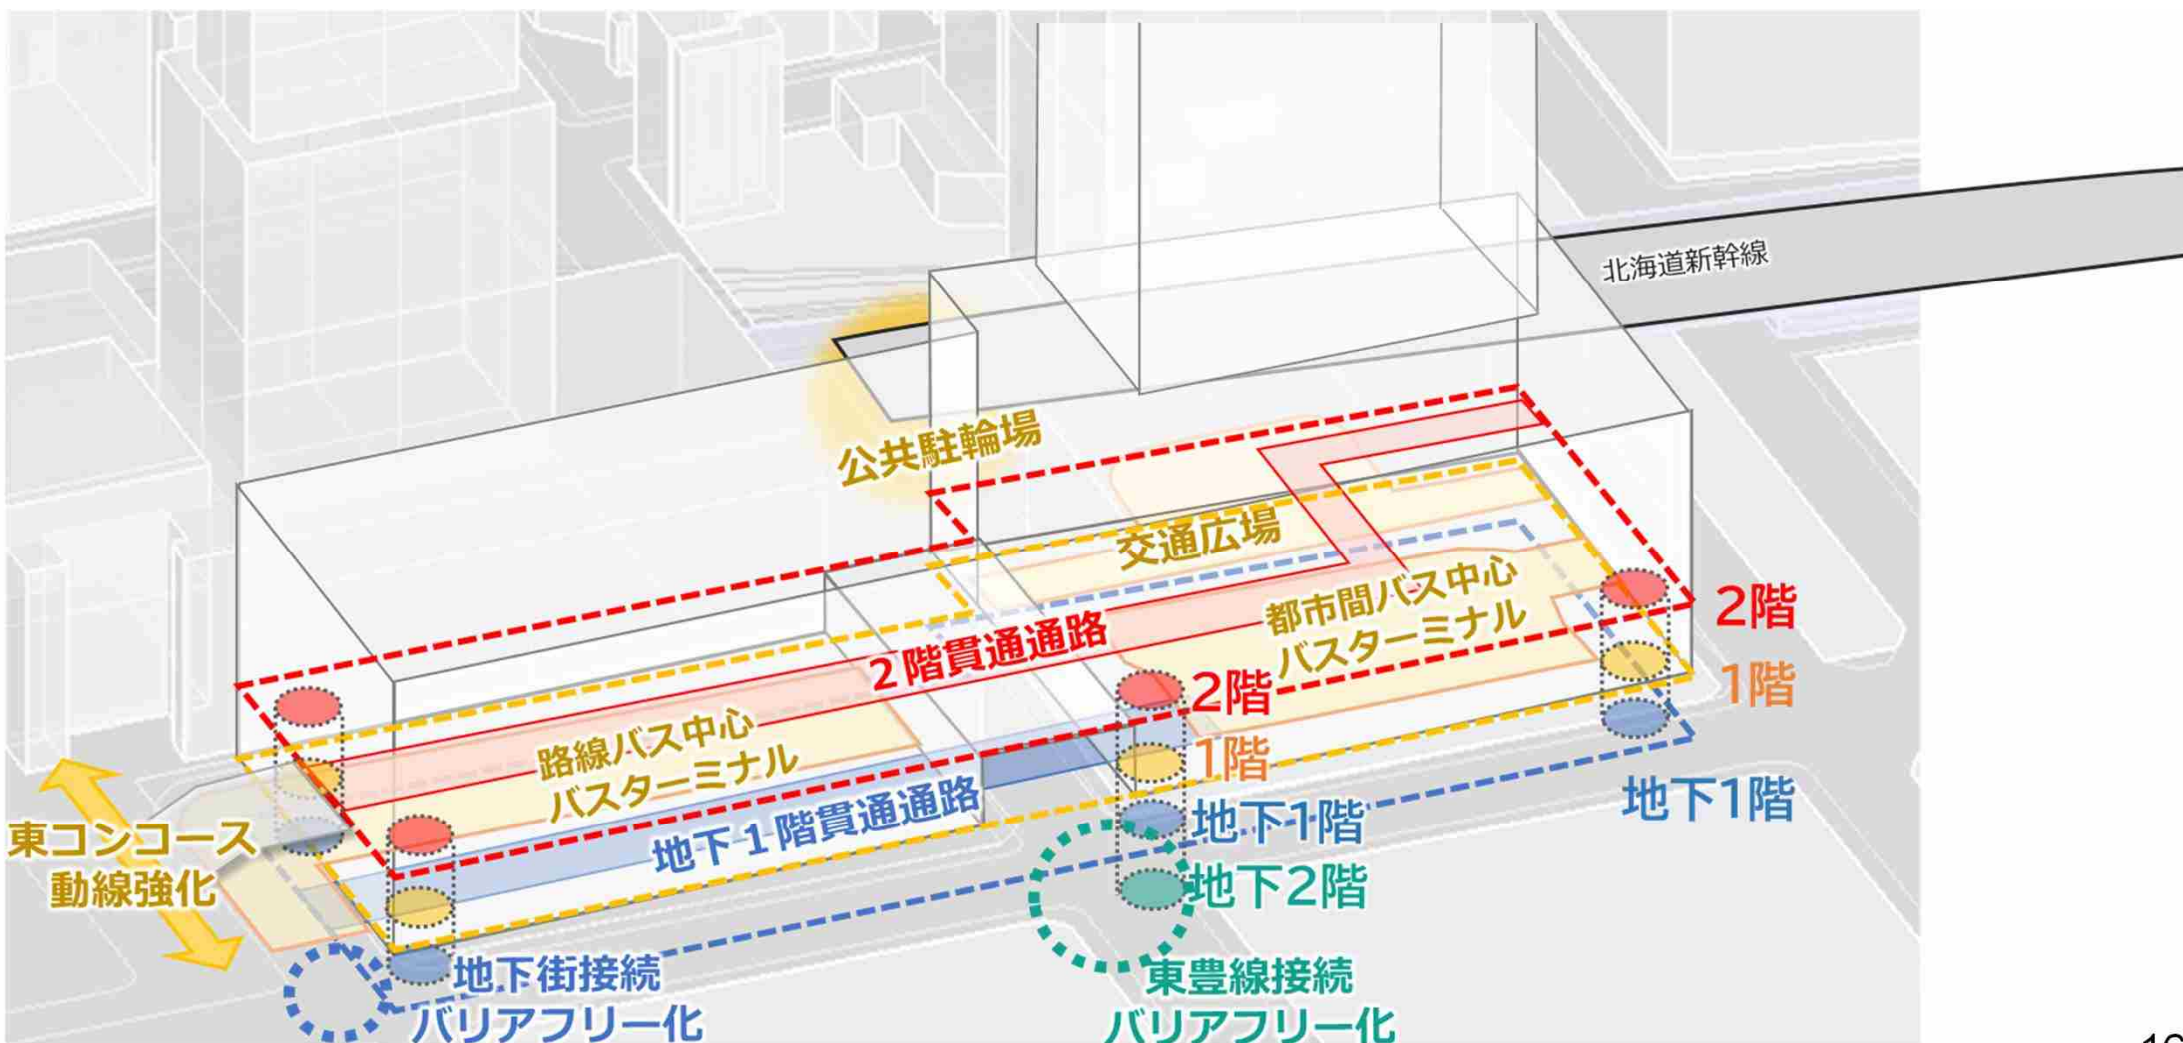 北海道新幹線
公共駐輪場
交通広場
都市間バス中心
バスターミナル
2階
1階
地下1階
2階貫通通路
2階
1階
地下1階
地下2階
路線バス中心
バスターミナル
地下1階貫通通路
東コンコース
動線強化
地下街接続
バリアフリー化
東豊線接続
バリアフリー化